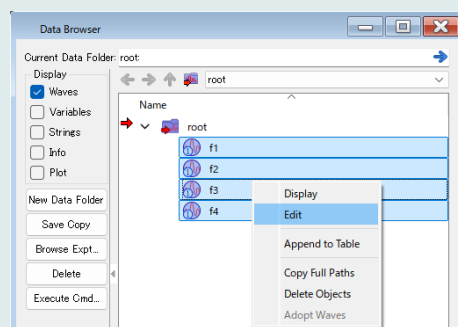 Data Browser
Current Data Folder: root:
Display
Waves
Variables
Strings
Info
Plot
New Data Folder
Save Copy
Browse Expt...
Delete
Execute Cmd...
root
Name
root
f1
f2
f3
f4
Display
Edit
Append to Table
Copy Full Paths
Delete Objects
Adopt Waves